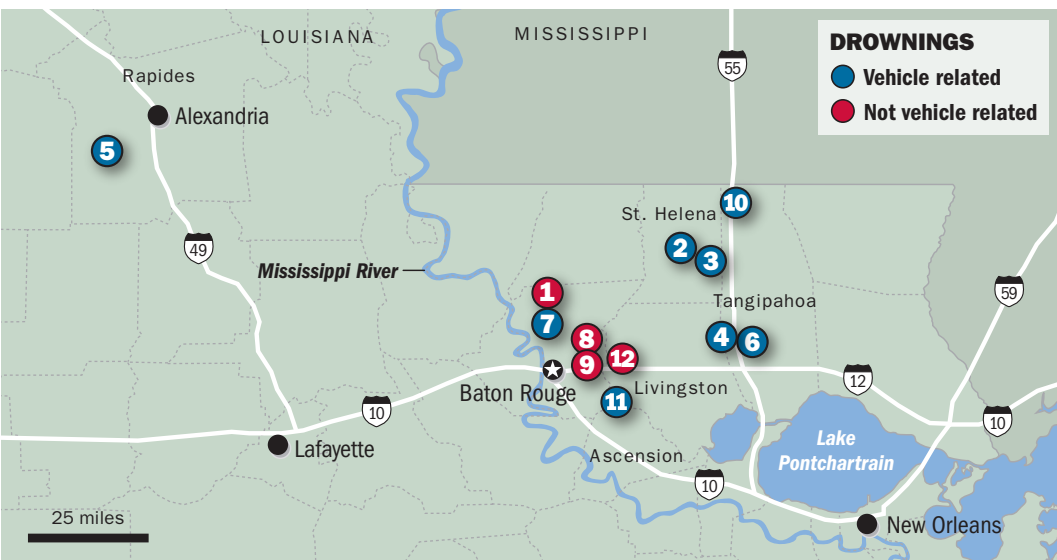 LOUISIANA
MISSISSIPPI
DROWNINGS
Vehicle related
Not vehicle related
55
Rapides
Alexandria
5
10
St. Helena
2
3
49
Mississippi River
1
7
Tangipahoa
59
4
6
8
9
12
Baton Rouge
Livingston
11
12
10
10
Lafayette
Lake
Pontchartrain
Ascension
10
25 miles
New Orleans